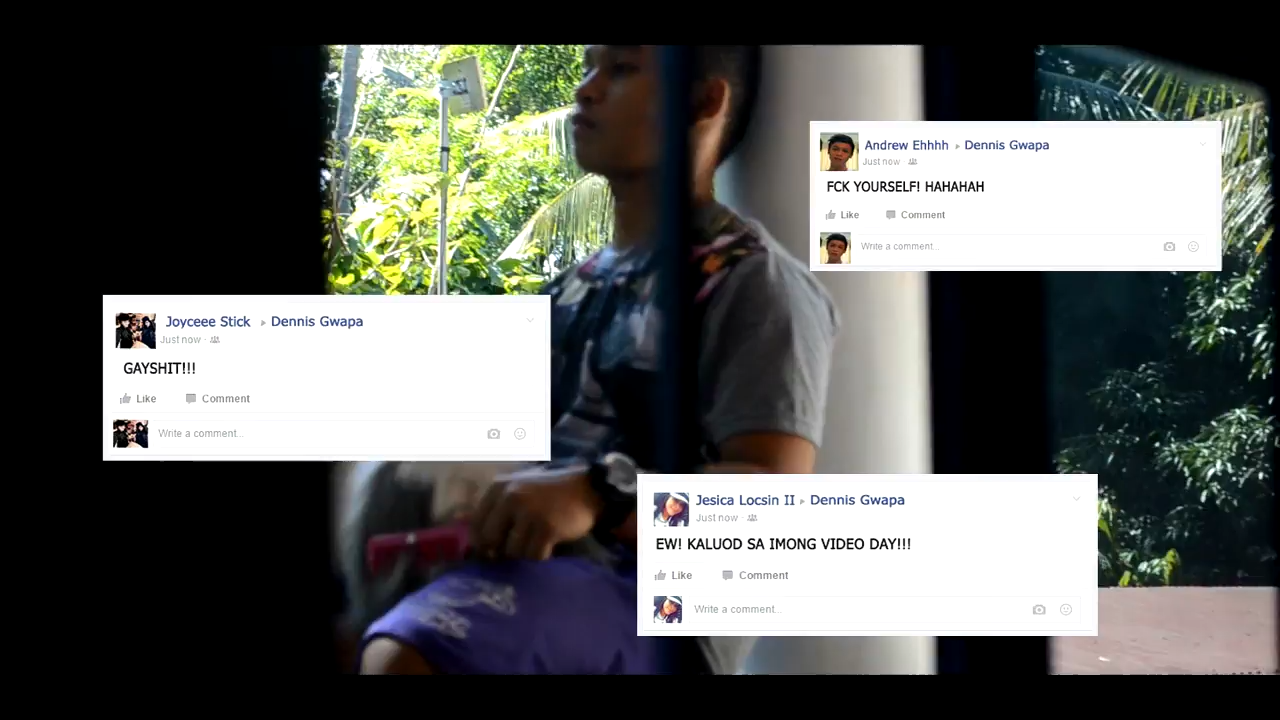 Andrew Ehhhh ▸ Dennis Gwapa
Just now
FCK YOURSELF! HAHAHAH
Like Comment
Write a comment...
Joyceee Stick ▸ Dennis Gwapa
Just now
GAYSHIT!!!
Like Comment
Write a comment...
Jesica Locsin II ▸ Dennis Gwapa
Just now
EW! KALUOD SA IMONG VIDEO DAY!!!
Like Comment
Write a comment...